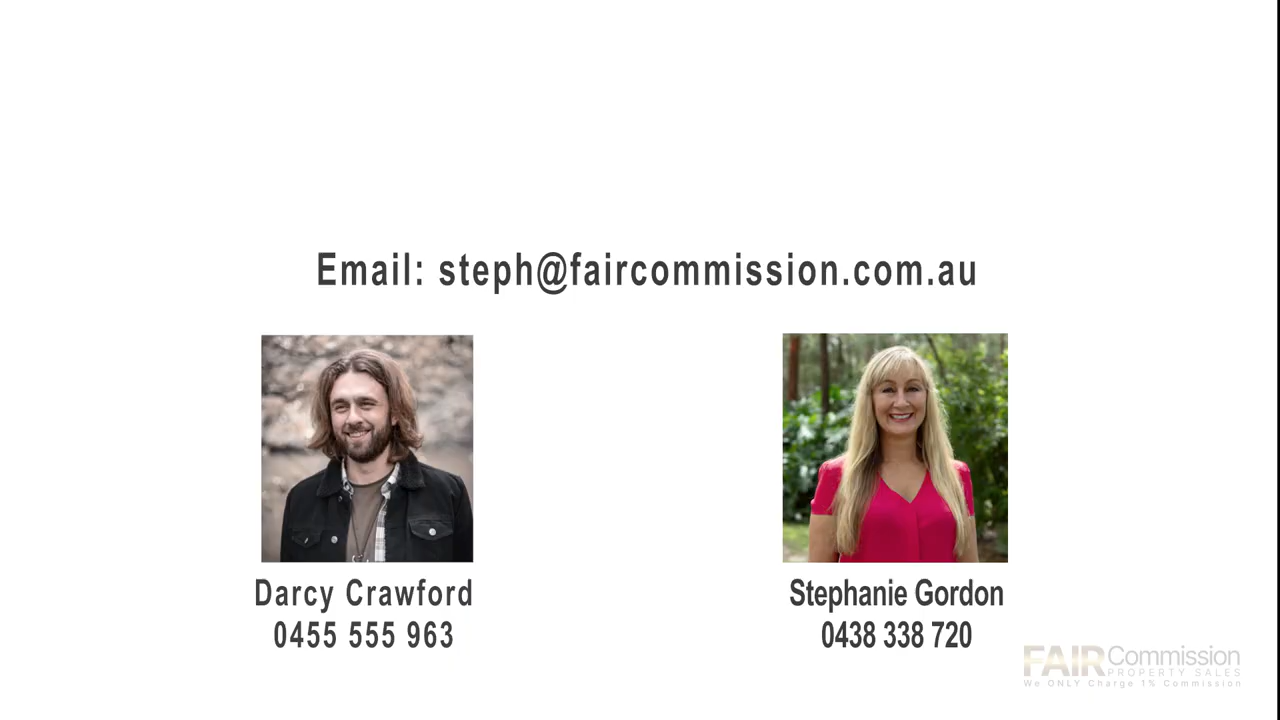 Email: steph@faircommission.com.au
Darcy Crawford
0455 555 963
Stephanie Gordon
0438 338 720
FAIR Commission
PROPERTY SALES
We ONLY Charge 1% Commission